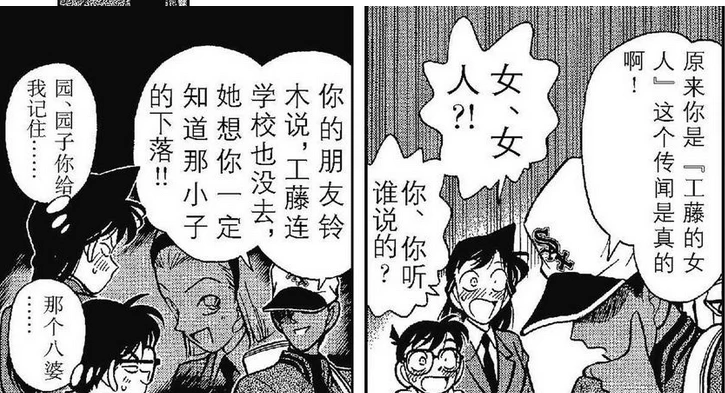 原来你是『工藤的女
人』这个传闻是真的
啊！
女、女
人？！
你、你听
谁说的？
你的朋友铃
木说，工藤连
学校也没去，
她想你一定
知道那小子
的下落！！
园、园子你给
我记住……
那个八婆
……